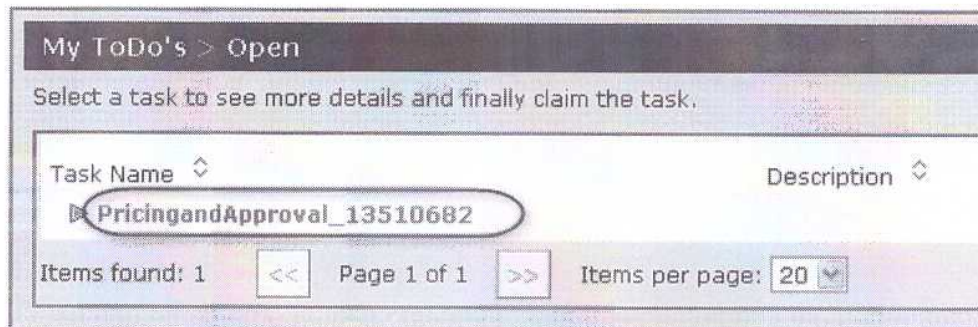 My ToDo's > Open
Select a task to see more details and finally claim the task.
Task Name Description
PricingandApproval_13510682
Items found: 1 << Page 1 of 1 >> Items per page: 20